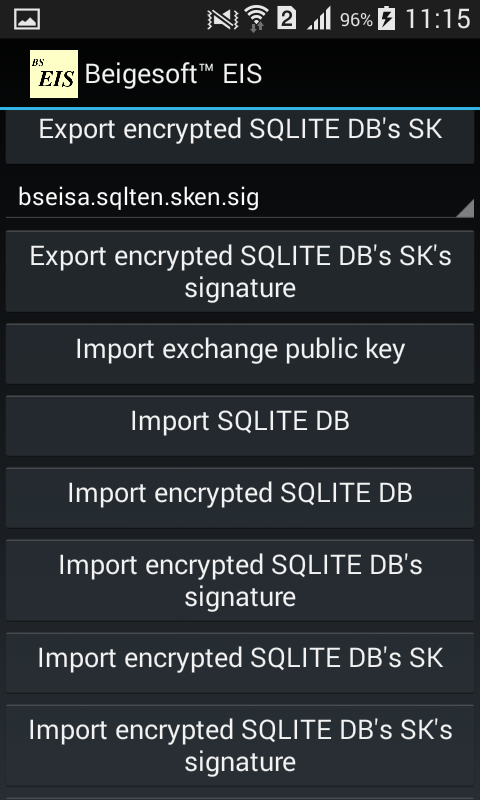 2 96% 11:15
BS
EIS Beigesoft™ EIS
Export encrypted SQLITE DB's SK
bseisa.sqlten.sken.sig
Export encrypted SQLITE DB's SK's
signature
Import exchange public key
Import SQLITE DB
Import encrypted SQLITE DB
Import encrypted SQLITE DB's
signature
Import encrypted SQLITE DB's SK
Import encrypted SQLITE DB's SK's
signature